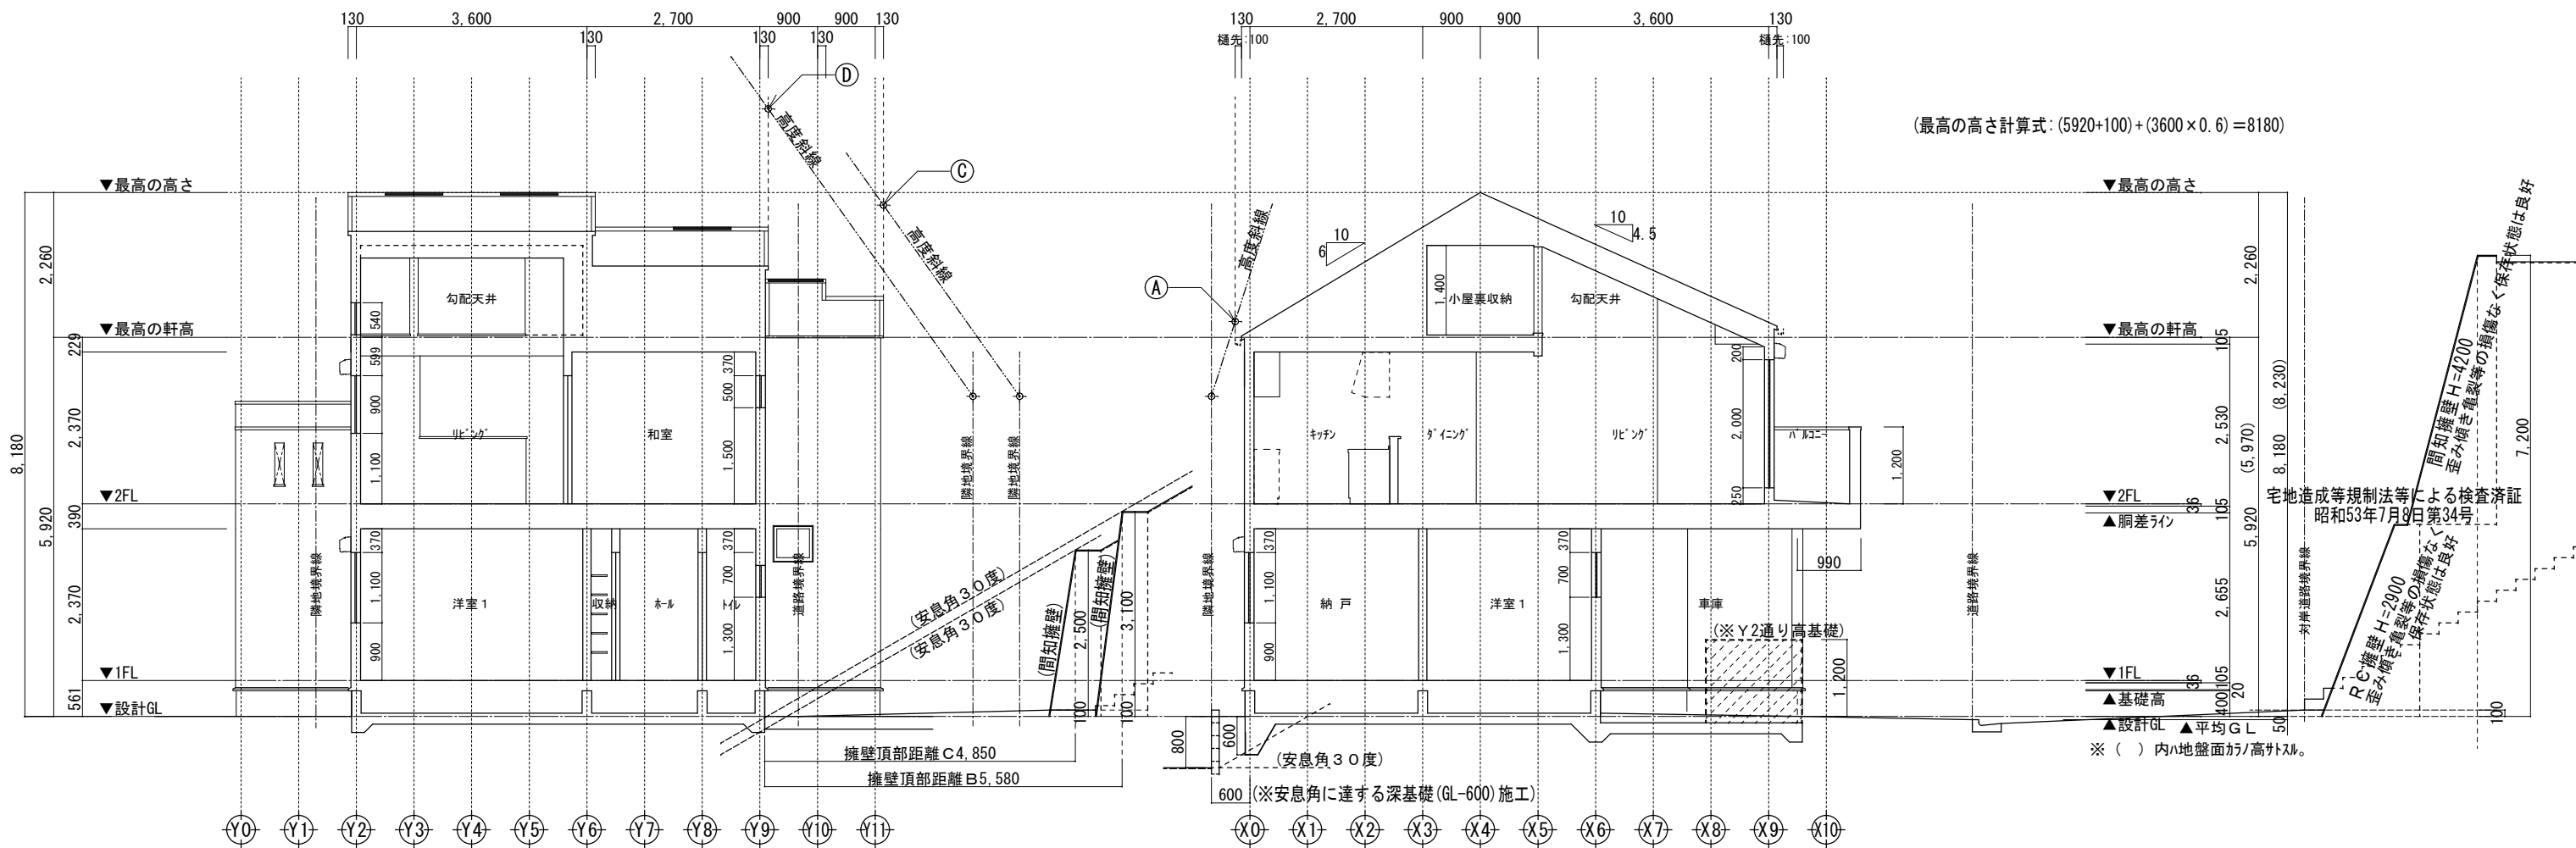 130 3,600 2,700 900 900 130
130 130 130
130 2,700 900 900 3,600 130
樋先:100 樋先:100
D
C
A
高度斜線
高度斜線
高度斜線
(最高の高さ計算式:(5920+100)+(3600×0.6)=8180)
▼最高の高さ
▼最高の軒高
▼2FL
▼1FL
▼設計GL
8,180
2,260
5,920
229
2,370
390
2,370
561
勾配天井
リビング
和室
洋室1
収納
ホール
トイレ
540
599
900
1,100
370
1,100
900
370
500
1,500
370
700
1,300
隣地境界線
道路境界線
隣地境界線
隣地境界線
(安息角30度)
(安息角30度)
(間知擁壁)
2,500
(間知擁壁)
3,100
100
100
擁壁頂部距離C4,850
擁壁頂部距離B5,580
Y0 Y1 Y2 Y3 Y4 Y5 Y6 Y7 Y8 Y9 Y10 Y11
10
6
10
4.5
1,400
小屋裏収納
勾配天井
キッチン
ダイニング
リビング
バルコニー
200
2,000
250
1,200
990
納戸
洋室1
車庫
370
1,100
900
370
700
1,300
(※Y2通り高基礎)
1,200
隣地境界線
800
600
(安息角30度)
600
(※安息角に達する深基礎(GL-600)施工)
X0 X1 X2 X3 X4 X5 X6 X7 X8 X9 X10
道路境界線
▼最高の高さ
▼最高の軒高
▼2FL
▲胴差ライン
▼1FL
▲基礎高
▲設計GL
▲平均GL
※( )内ハ地盤面カラノ高サトスル。
105
2,530
36
105
2,655
36
105
400
20
2,260
(5,970)
5,920
8,180
(8,230)
50
対岸道路境界線
宅地造成等規制法等による検査済証
昭和53年7月8日第34号
間知擁壁H=4200
歪み傾き亀裂等の損傷なく保存状態は良好
RC擁壁H=2900
歪み傾き亀裂等の損傷なく
保存状態は良好
7,200
100